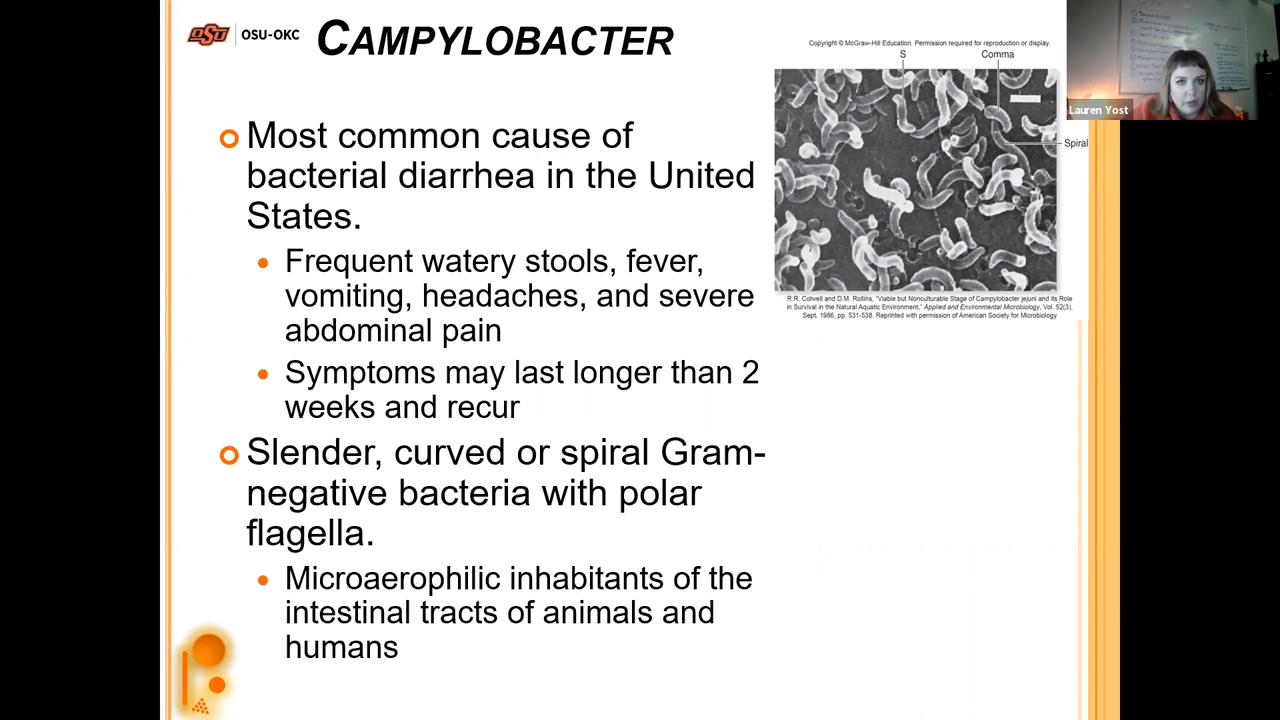 OSU
OSU-OKC
CAMPYLOBACTER
Copyright © McGraw-Hill Education. Permission required for reproduction or display.
S
Comma
Lauren Yost
Spiral
Most common cause of
bacterial diarrhea in the United
States.
Frequent watery stools, fever,
vomiting, headaches, and severe
abdominal pain
Symptoms may last longer than 2
weeks and recur
R.R. Colwell and D.M. Rollins, "Viable but Nonculturable Stage of Campylobacter jejuni and its Role
in Survival in the Natural Aquatic Environment," Applied and Environmental Microbiology, Vol. 52(3),
Sept. 1986, pp. 531-538. Reprinted with permission of American Society for Microbiology
Slender, curved or spiral Gram-
negative bacteria with polar
flagella.
Microaerophilic inhabitants of the
intestinal tracts of animals and
humans